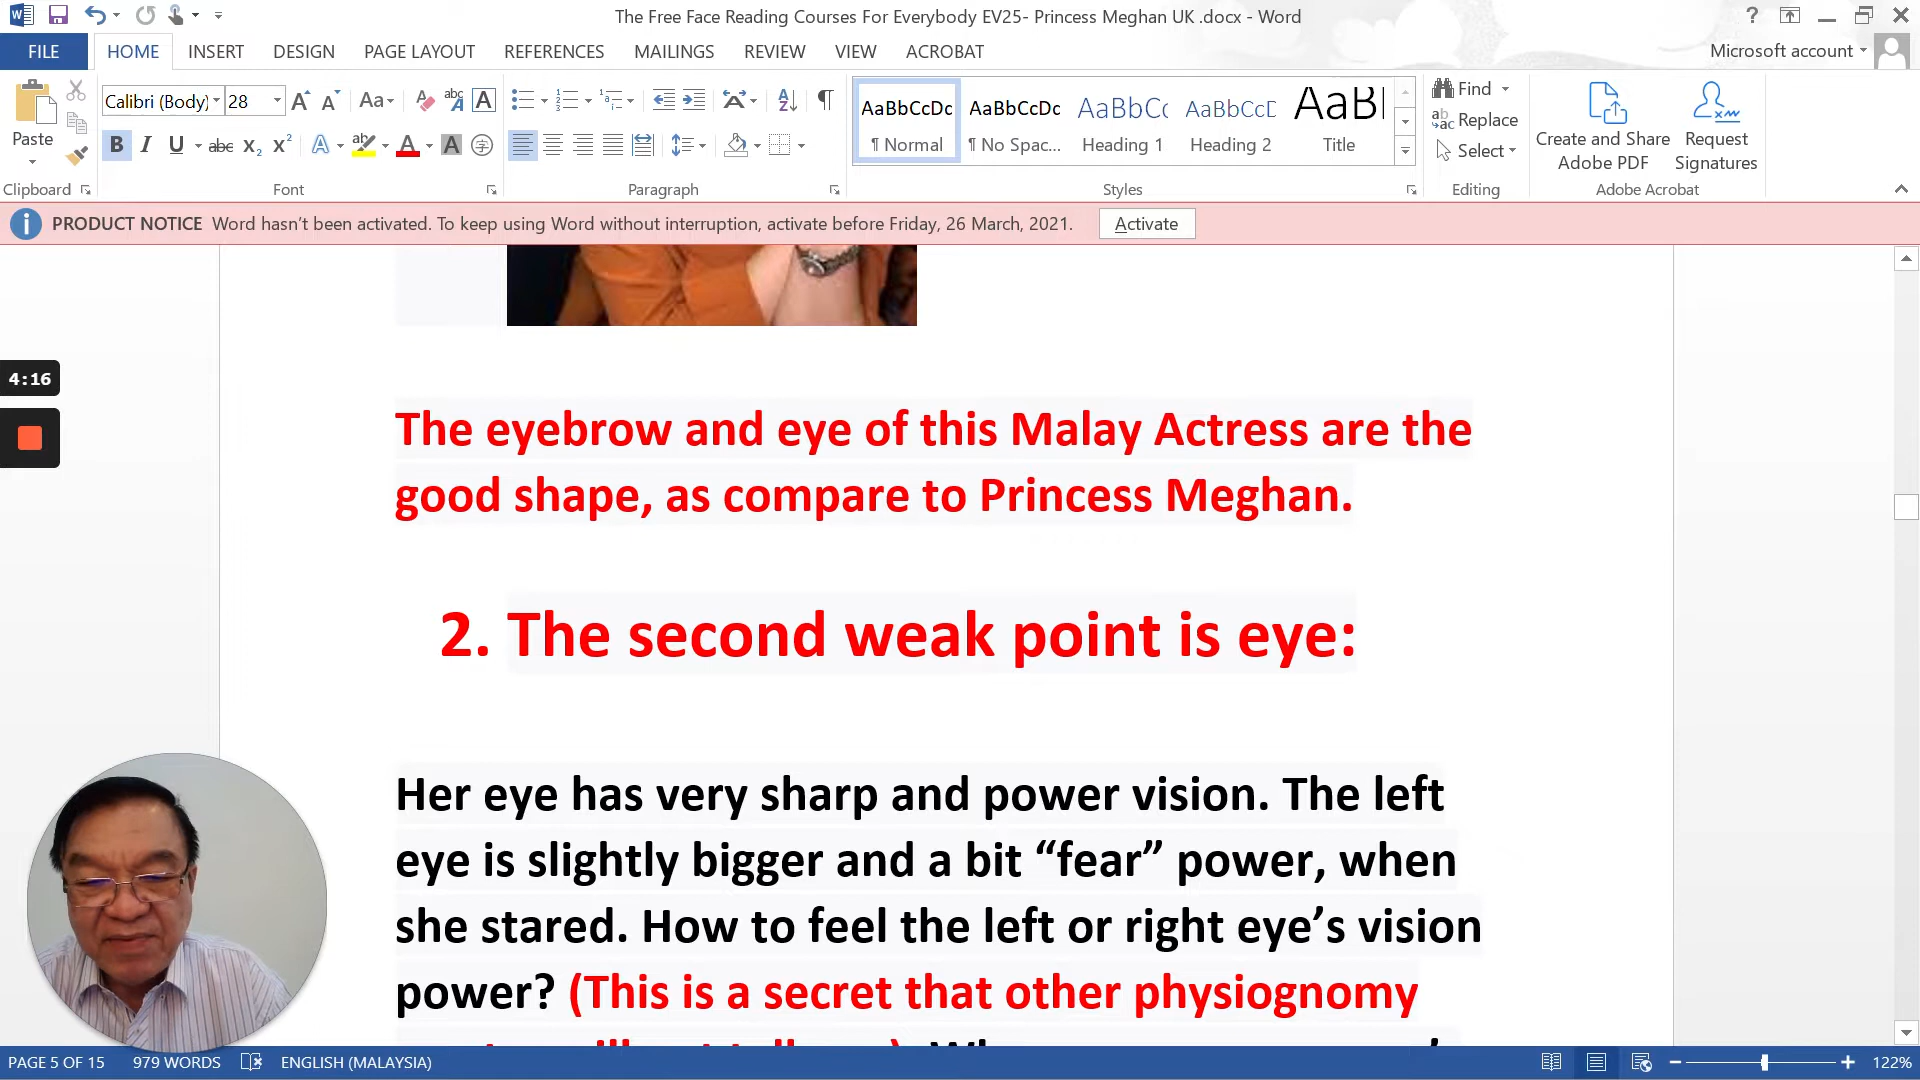 The Free Face Reading Courses For Everybody EV25- Princess Meghan UK .docx - Word
FILE HOME INSERT DESIGN PAGE LAYOUT REFERENCES MAILINGS REVIEW VIEW ACROBAT Microsoft account
Paste
Clipboard
Calibri (Body) 28
Font
Paragraph
AaBbCcDc AaBbCcDc AaBbCc AaBbCcD AaBl
¶ Normal ¶ No Spac... Heading 1 Heading 2 Title
Styles
Find
Replace
Select
Editing
Create and Share
Adobe PDF
Request
Signatures
Adobe Acrobat
PRODUCT NOTICE Word hasn’t been activated. To keep using Word without interruption, activate before Friday, 26 March, 2021. Activate
4:16
The eyebrow and eye of this Malay Actress are the
good shape, as compare to Princess Meghan.
2. The second weak point is eye:
Her eye has very sharp and power vision. The left
eye is slightly bigger and a bit “fear” power, when
she stared. How to feel the left or right eye’s vision
power? (This is a secret that other physiognomy
PAGE 5 OF 15 979 WORDS ENGLISH (MALAYSIA) 122%